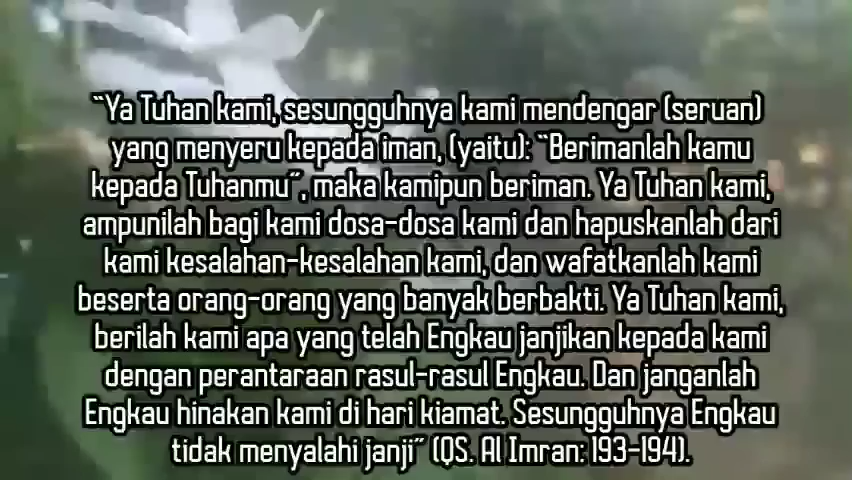 “Ya Tuhan kami, sesungguhnya kami mendengar (seruan)
yang menyeru kepada iman, (yaitu): “Berimanlah kamu
kepada Tuhanmu”, maka kamipun beriman. Ya Tuhan kami,
ampunilah bagi kami dosa-dosa kami dan hapuskanlah dari
kami kesalahan-kesalahan kami, dan wafatkanlah kami
beserta orang-orang yang banyak berbakti. Ya Tuhan kami,
berilah kami apa yang telah Engkau janjikan kepada kami
dengan perantaraan rasul-rasul Engkau. Dan janganlah
Engkau hinakan kami di hari kiamat. Sesungguhnya Engkau
tidak menyalahi janji” (QS. Al Imran: 193-194).